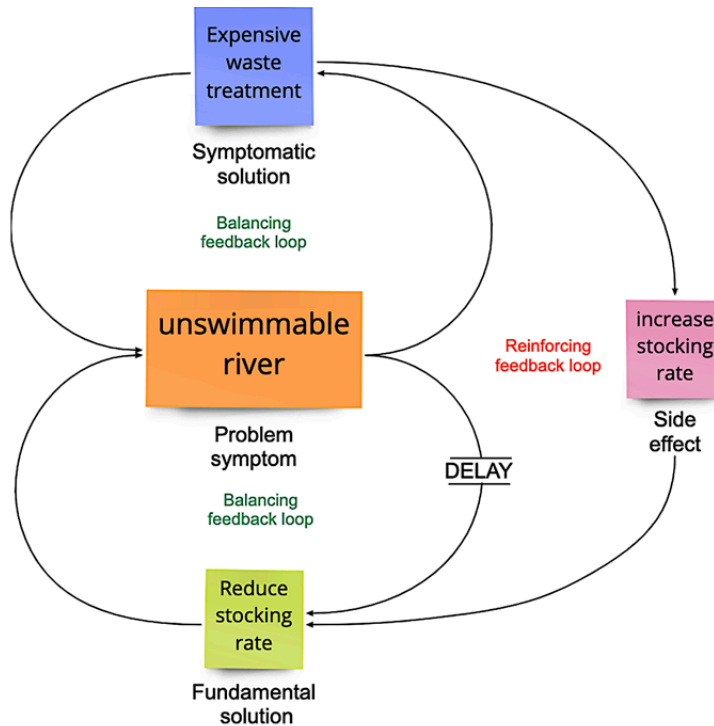 Expensive
waste
treatment
Symptomatic
solution
Balancing
feedback loop
unswimmable
river
Problem
symptom
Reinforcing
feedback loop
increase
stocking
rate
Side
effect
DELAY
Balancing
feedback loop
Reduce
stocking
rate
Fundamental
solution